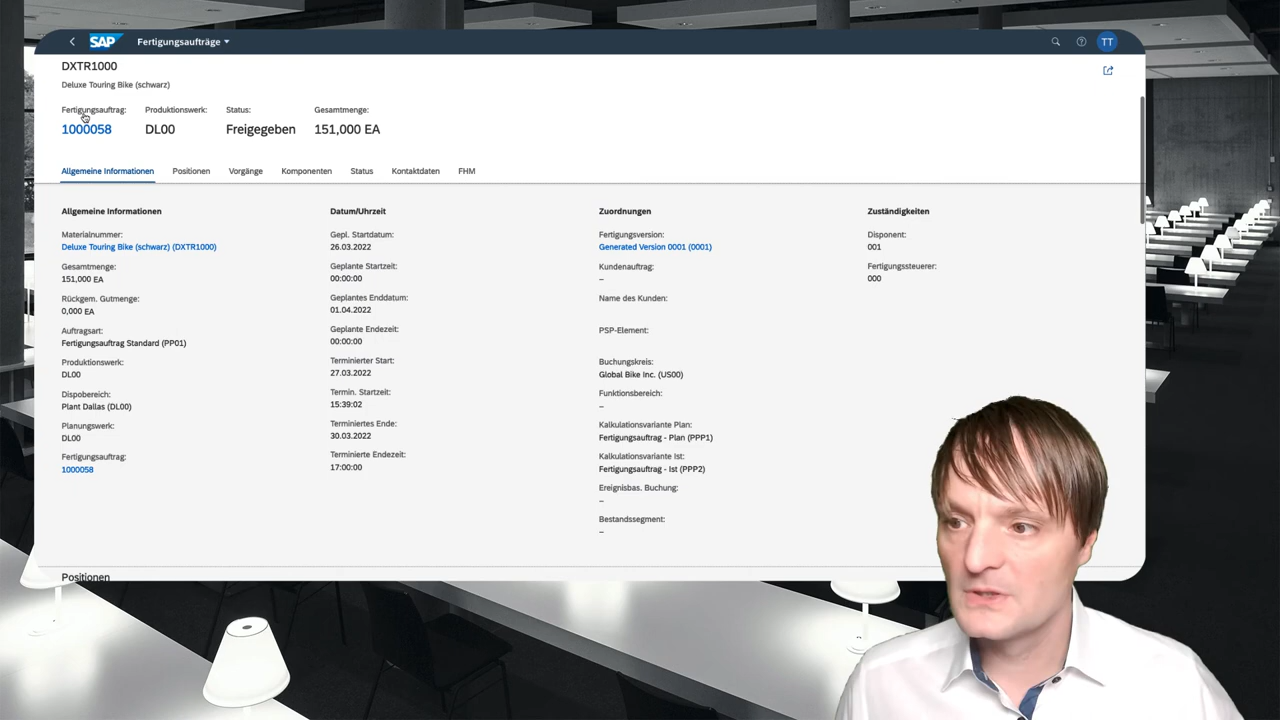 SAP Fertigungsaufträge
TT
DXTR1000
Deluxe Touring Bike (schwarz)
Fertigungsauftrag: Produktionswerk: Status: Gesamtmenge:
1000058 DL00 Freigegeben 151,000 EA
Allgemeine Informationen Positionen Vorgänge Komponenten Status Kontaktdaten FHM
Allgemeine Informationen
Materialnummer:
Deluxe Touring Bike (schwarz) (DXTR1000)
Gesamtmenge:
151,000 EA
Rückgem. Gutmenge:
0,000 EA
Auftragsart:
Fertigungsauftrag Standard (PP01)
Produktionswerk:
DL00
Dispobereich:
Plant Dallas (DL00)
Planungswerk:
DL00
Fertigungsauftrag:
1000058
Datum/Uhrzeit
Gepl. Startdatum:
26.03.2022
Geplante Startzeit:
00:00:00
Geplantes Enddatum:
01.04.2022
Geplante Endezeit:
00:00:00
Terminierter Start:
27.03.2022
Termin. Startzeit:
15:39:02
Terminiertes Ende:
30.03.2022
Terminierte Endezeit:
17:00:00
Zuordnungen
Fertigungsversion:
Generated Version 0001 (0001)
Kundenauftrag:
–
Name des Kunden:
PSP-Element:
Buchungskreis:
Global Bike Inc. (US00)
Funktionsbereich:
–
Kalkulationsvariante Plan:
Fertigungsauftrag - Plan (PPP1)
Kalkulationsvariante Ist:
Fertigungsauftrag - Ist (PPP2)
Ereignisbas. Buchung:
–
Bestandssegment:
–
Zuständigkeiten
Disponent:
001
Fertigungssteuerer:
000
Positionen